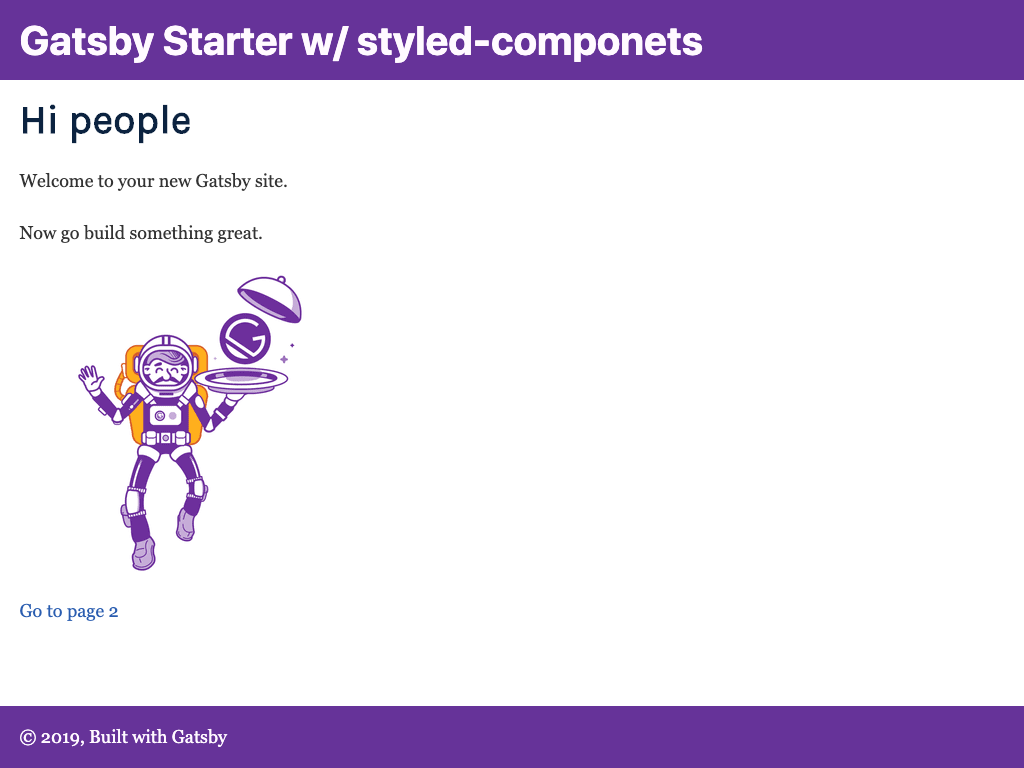 Gatsby Starter w/ styled-componets
Hi people
Welcome to your new Gatsby site.
Now go build something great.
Go to page 2
© 2019, Built with Gatsby